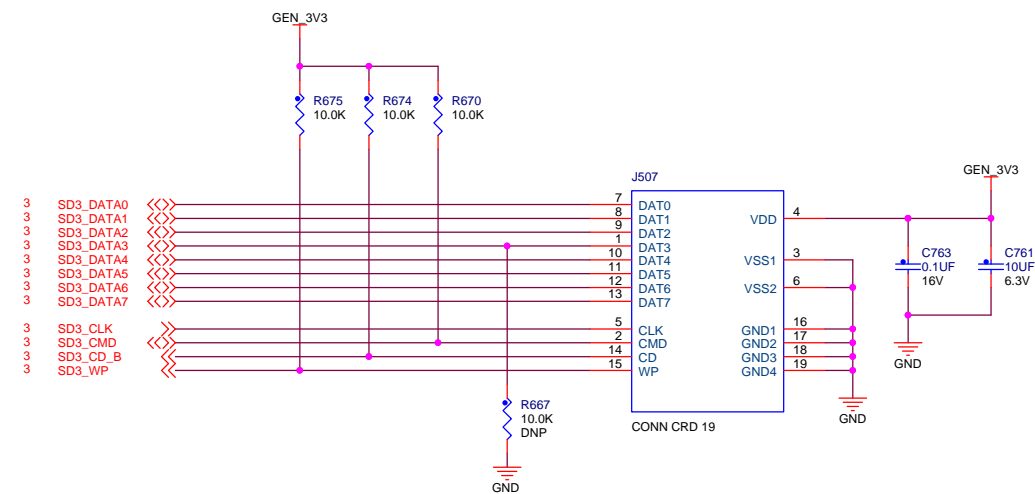 GEN_3V3
R675
10.0K
R674
10.0K
R670
10.0K
J507
GEN_3V3
3 SD3_DATA0 7 DAT0
3 SD3_DATA1 8 DAT1 VDD 4
3 SD3_DATA2 9 DAT2
3 SD3_DATA3 1 DAT3
3 SD3_DATA4 10 DAT4 VSS1 3
3 SD3_DATA5 11 DAT5
3 SD3_DATA6 12 DAT6 VSS2 6
3 SD3_DATA7 13 DAT7
C763
0.1UF
16V
C761
10UF
6.3V
3 SD3_CLK 5 CLK GND1 16
3 SD3_CMD 2 CMD GND2 17
3 SD3_CD_B 14 CD GND3 18
3 SD3_WP 15 WP GND4 19
GND
R667
10.0K
DNP
CONN CRD 19
GND
GND